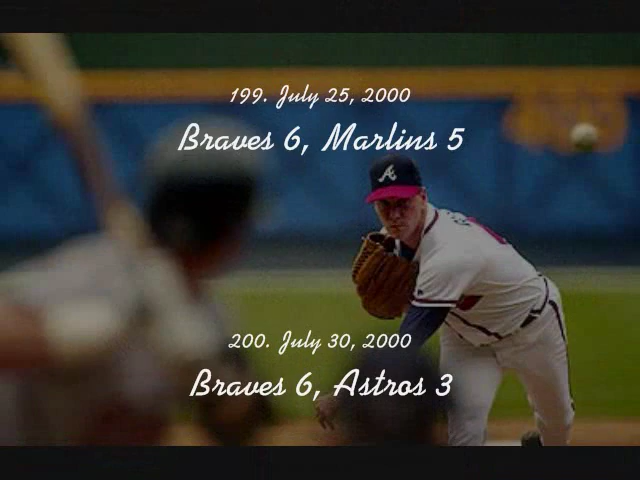 199. July 25, 2000
Braves 6, Marlins 5
A
200. July 30, 2000
Braves 6, Astros 3